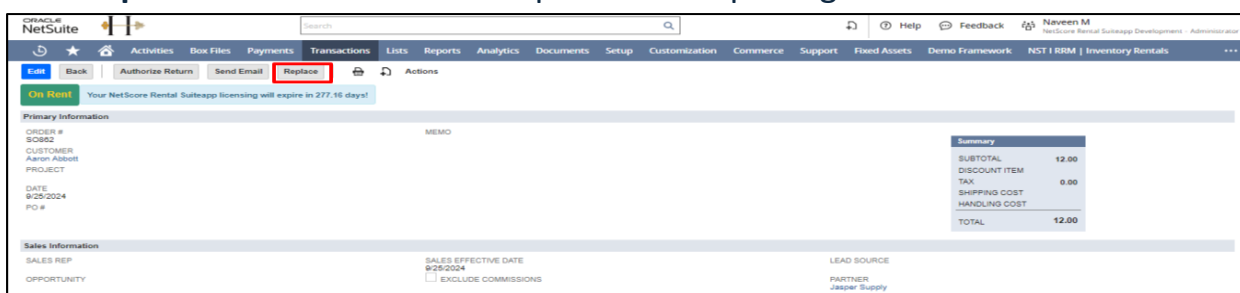 ORACLE
NetSuite
Search
Help
Feedback
Naveen M
NetScore Rental Suiteapp Development - Administrator
Activities Box Files Payments Transactions Lists Reports Analytics Documents Setup Customization Commerce Support Fixed Assets Demo Framework NST I RRM | Inventory Rentals
Edit Back Authorize Return Send Email Replace Actions
On Rent Your NetScore Rental Suiteapp licensing will expire in 277.16 days!
Primary Information
ORDER #
SO862
CUSTOMER
Aaron Abbott
PROJECT
DATE
9/25/2024
PO #
MEMO
Summary
SUBTOTAL 12.00
DISCOUNT ITEM
TAX 0.00
SHIPPING COST
HANDLING COST
TOTAL 12.00
Sales Information
SALES REP
OPPORTUNITY
SALES EFFECTIVE DATE
9/25/2024
EXCLUDE COMMISSIONS
LEAD SOURCE
PARTNER
Jasper Supply